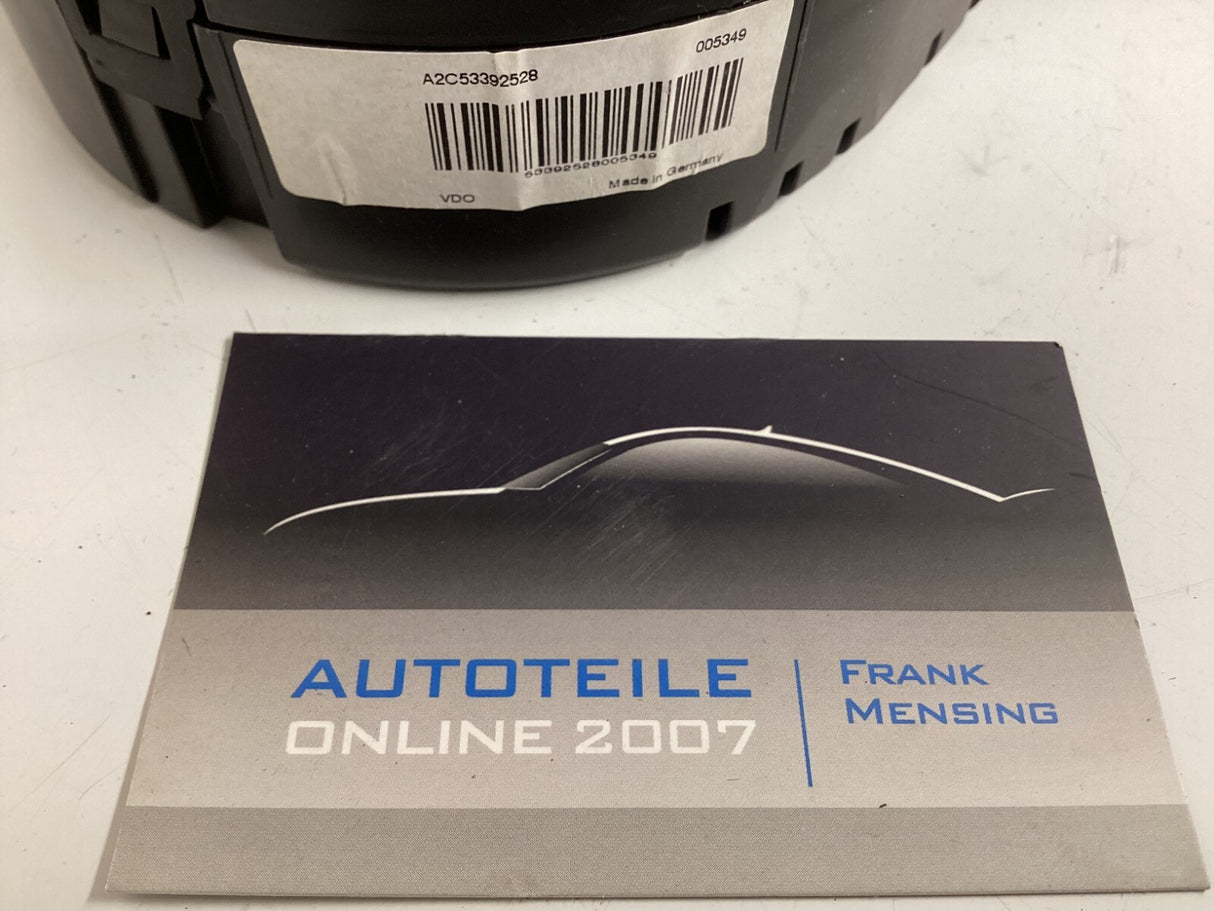 005349
A2C53392528
53392528005349
Made in Germany
VDO
AUTOTEILE
ONLINE 2007
FRANK
MENSING